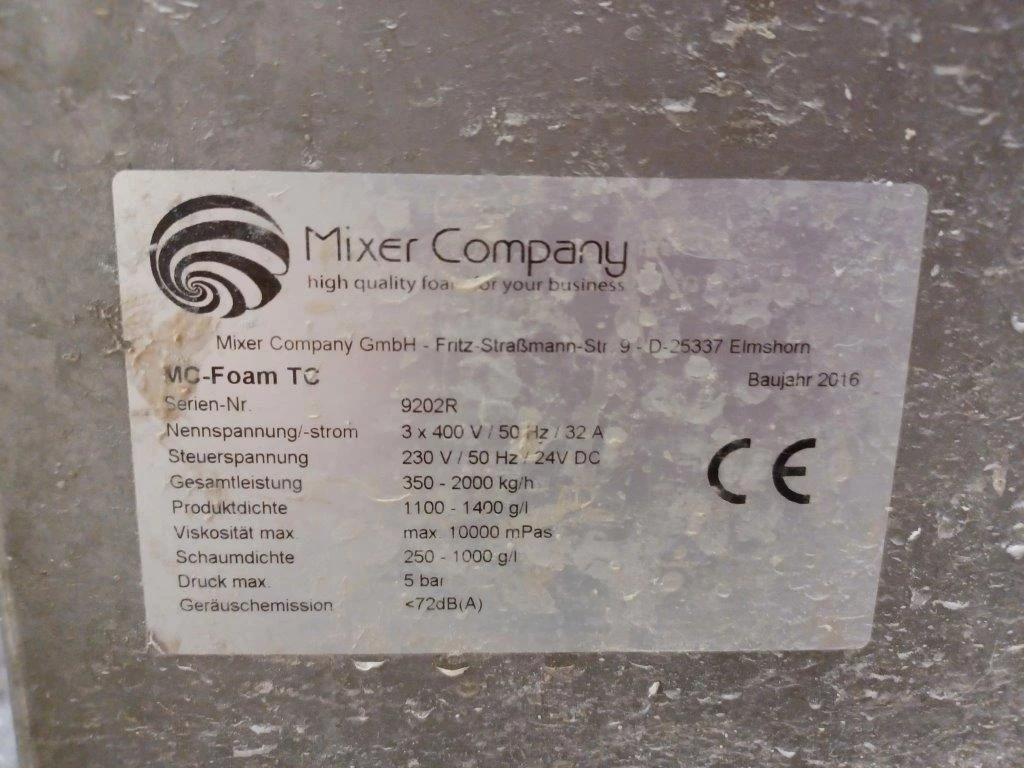 Mixer Company
high quality foam for your business
Mixer Company GmbH - Fritz-Straßmann-Str. 9 - D-25337 Elmshorn
MC-Foam TC
Baujahr 2016
Serien-Nr. 9202R
Nennspannung/-strom 3 x 400 V / 50 Hz / 32 A
Steuerspannung 230 V / 50 Hz / 24V DC
Gesamtleistung 350 - 2000 kg/h
Produktdichte 1100 - 1400 g/l
Viskosität max. max. 10000 mPas
Schaumdichte 250 - 1000 g/l
Druck max. 5 bar
Geräuschemission <72dB(A)
CE